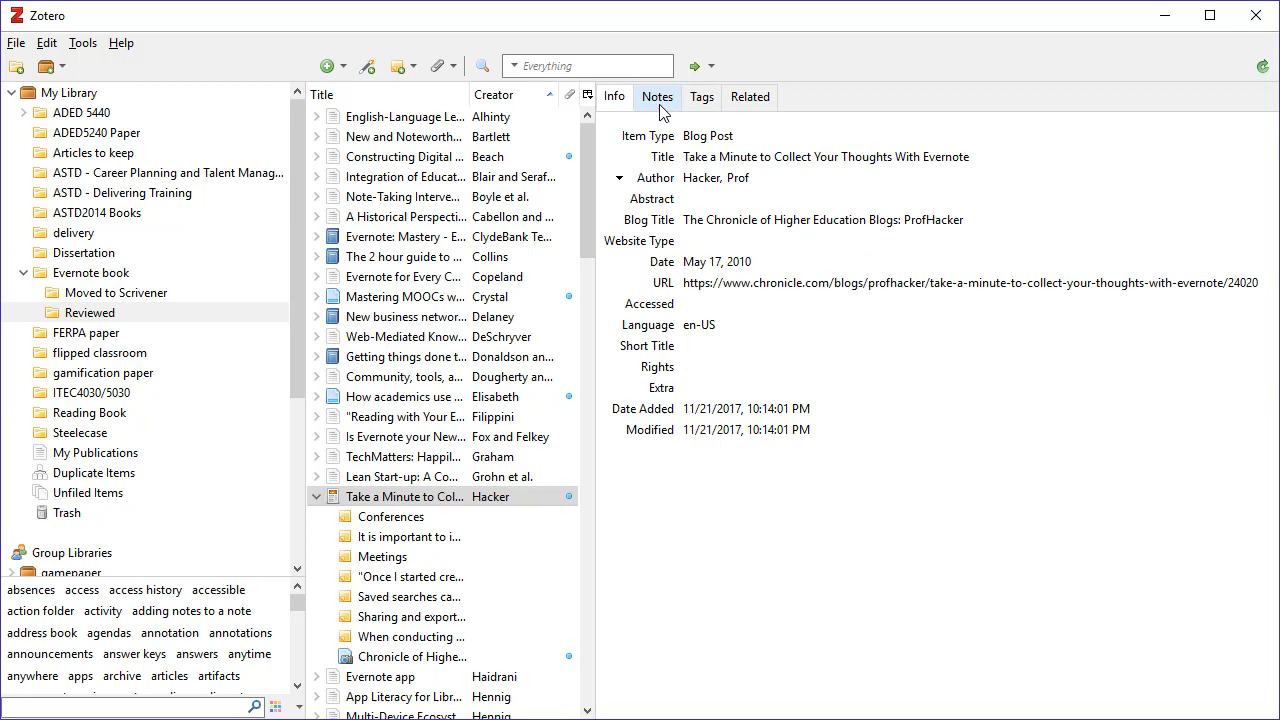 Zotero
File Edit Tools Help
Everything
My Library
ADED 5440
ADED5240 Paper
Articles to keep
ASTD - Career Planning and Talent Manag...
ASTD - Delivering Training
ASTD2014 Books
delivery
Dissertation
Evernote book
Moved to Scrivener
Reviewed
FERPA paper
flipped classroom
gamification paper
ITEC4030/5030
Reading Book
Steelecase
My Publications
Duplicate Items
Unfiled Items
Trash
Group Libraries
gamepaper
absences access access history accessible
action folder activity adding notes to a note
address book agendas annotation annotations
announcements answer keys answers anytime
anywhere apps archive articles artifacts
Title Creator
English-Language Le... Alhinty
New and Noteworth... Bartlett
Constructing Digital ... Beach
Integration of Educat... Blair and Seraf...
Note-Taking Interve... Boyle et al.
A Historical Perspecti... Cabellon and ...
Evernote: Mastery - E... ClydeBank Te...
The 2 hour guide to ... Collins
Evernote for Every C... Copeland
Mastering MOOCs w... Crystal
New business networ... Delaney
Web-Mediated Know... DeSchryver
Getting things done t... Donaldson an...
Community, tools, a... Dougherty an...
How academics use ... Elisabeth
"Reading with Your E... Filippini
Is Evernote your New... Fox and Felkey
TechMatters: Happil... Graham
Lean Start-up: A Co... Grohn et al.
Take a Minute to Col... Hacker
Conferences
It is important to i...
Meetings
"Once I started cre...
Saved searches ca...
Sharing and export...
When conducting ...
Chronicle of Highe...
Evernote app Haidrani
App Literacy for Libr... Hennig
Multi-Device Ecosyst... Hennig
Info Notes Tags Related
Item Type Blog Post
Title Take a Minute to Collect Your Thoughts With Evernote
Author Hacker, Prof
Abstract
Blog Title The Chronicle of Higher Education Blogs: ProfHacker
Website Type
Date May 17, 2010
URL https://www.chronicle.com/blogs/profhacker/take-a-minute-to-collect-your-thoughts-with-evernote/24020
Accessed
Language en-US
Short Title
Rights
Extra
Date Added 11/21/2017, 10:14:01 PM
Modified 11/21/2017, 10:14:01 PM